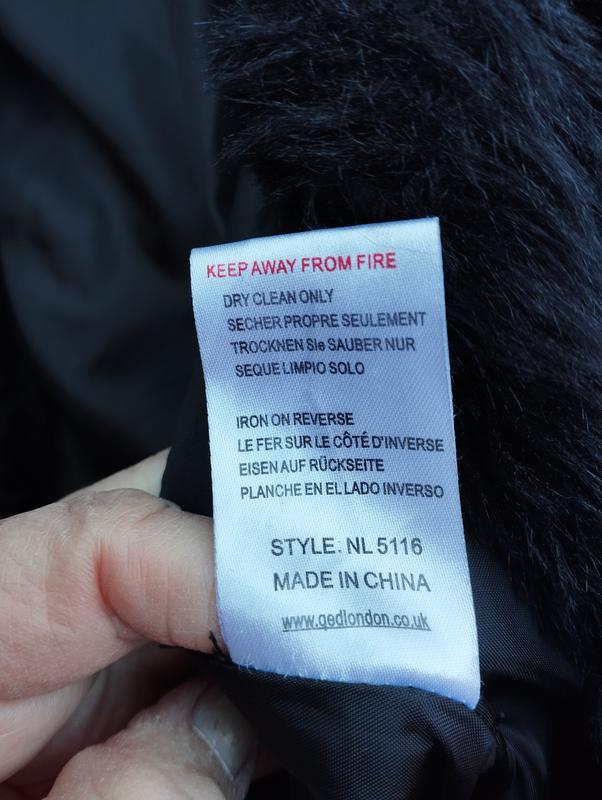 KEEP AWAY FROM FIRE
DRY CLEAN ONLY
SECHER PROPRE SEULEMENT
TROCKNEN Sie SAUBER NUR
SEQUE LIMPIO SOLO
IRON ON REVERSE
LE FER SUR LE CÔTÉ D'INVERSE
EISEN AUF RÜCKSEITE
PLANCHE EN EL LADO INVERSO
STYLE: NL 5116
MADE IN CHINA
www.qedlondon.co.uk